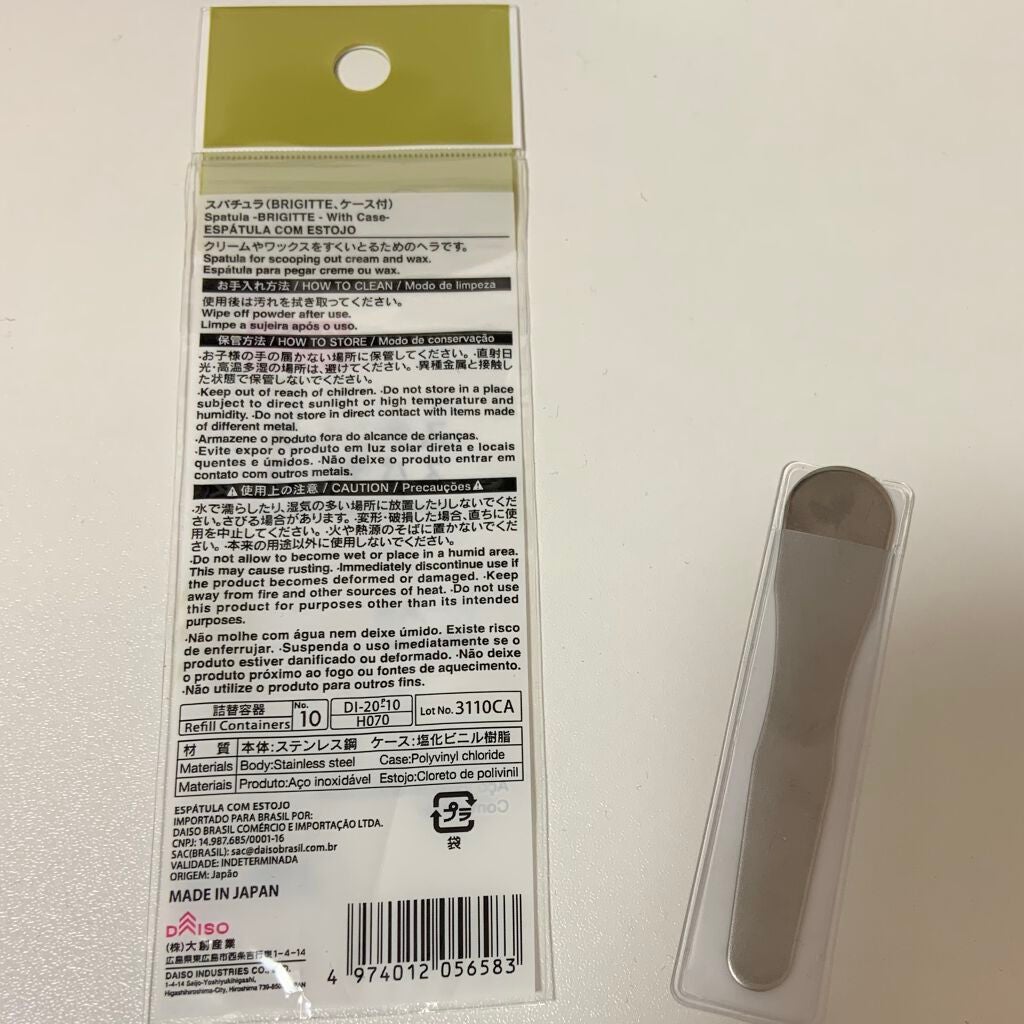 スパチュラ(BRIGITTE、ケース付)
Spatula -BRIGITTE - With Case-
ESPÁTULA COM ESTOJO
クリームやワックスをすくいとるためのヘラです。
Spatula for scooping out cream and wax.
Espátula para pegar creme ou wax.
お手入れ方法 / HOW TO CLEAN / Modo de limpeza
使用後は汚れを拭き取ってください。
Wipe off powder after use.
Limpe a sujeira após o uso.
保管方法 / HOW TO STORE / Modo de conservação
·お子様の手の届かない場所に保管してください。·直射日
光・高温多湿の場所は、避けてください。·異種金属と接触し
た状態で保管しないでください。
·Keep out of reach of children. ·Do not store in a place
subject to direct sunlight or high temperature and
humidity. ·Do not store in direct contact with items made
of different metal.
·Armazene o produto fora do alcance de crianças.
·Evite expor o produto em luz solar direta e locais
quentes e úmidos. ·Não deixe o produto entrar em
contato com outros metais.
⚠使用上の注意 / CAUTION / Precauções⚠
·水で濡らしたり、湿気の多い場所に放置したりしないでくだ
さい。さびる場合があります。·変形・破損した場合、直ちに使
用を中止してください。·火や熱源のそばに置かないでくだ
さい。·本来の用途以外に使用しないでください。
·Do not allow to become wet or place in a humid area.
This may cause rusting. ·Immediately discontinue use if
the product becomes deformed or damaged. ·Keep
away from fire and other sources of heat. ·Do not use
this product for purposes other than its intended
purposes.
·Não molhe com água nem deixe úmido. Existe risco
de enferrujar. ·Suspenda o uso imediatamente se o
produto estiver danificado ou deformado. ·Não deixe
o produto próximo ao fogo ou fontes de aquecimento.
·Não utilize o produto para outros fins.
詰替容器 No. 10 DI-20 10 Lot No. 3110CA
Refill Containers H070
材 質 本体:ステンレス鋼 ケース:塩化ビニル樹脂
Materials Body:Stainless steel Case:Polyvinyl chloride
Materiais Produto:Aço inoxidável Estojo:Cloreto de polivinil
ESPÁTULA COM ESTOJO
IMPORTADO PARA BRASIL POR:
DAISO BRASIL COMÉRCIO E IMPORTAÇÃO LTDA.
CNPJ: 14.987.685/0001-16
SAC(BRASIL): sac@daisobrasil.com.br
VALIDADE: INDETERMINADA
ORIGEM: Japão
プラ
袋
MADE IN JAPAN
DAISO
(株)大創産業
広島県東広島市西条吉行東1-4-14
DAISO INDUSTRIES CO., LTD.
1-4-14 Saijo-Yoshiyukihigashi,
Higashihiroshima-City, Hiroshima JAPAN
4 974012 056583